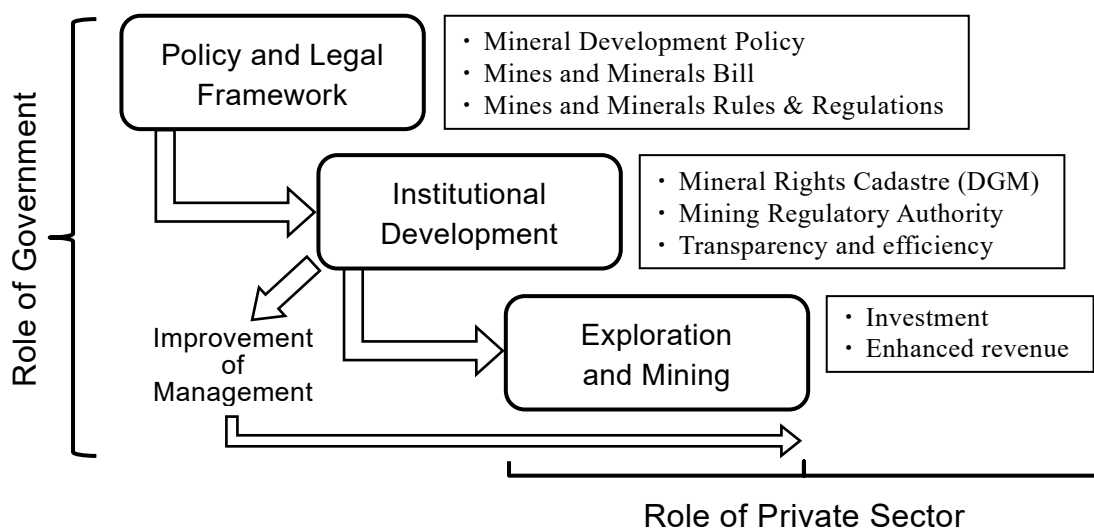 Role of Government
Policy and Legal
Framework
・Mineral Development Policy
・Mines and Minerals Bill
・Mines and Minerals Rules & Regulations
Institutional
Development
・Mineral Rights Cadastre (DGM)
・Mining Regulatory Authority
・Transparency and efficiency
Improvement
of
Management
Exploration
and Mining
・Investment
・Enhanced revenue
Role of Private Sector